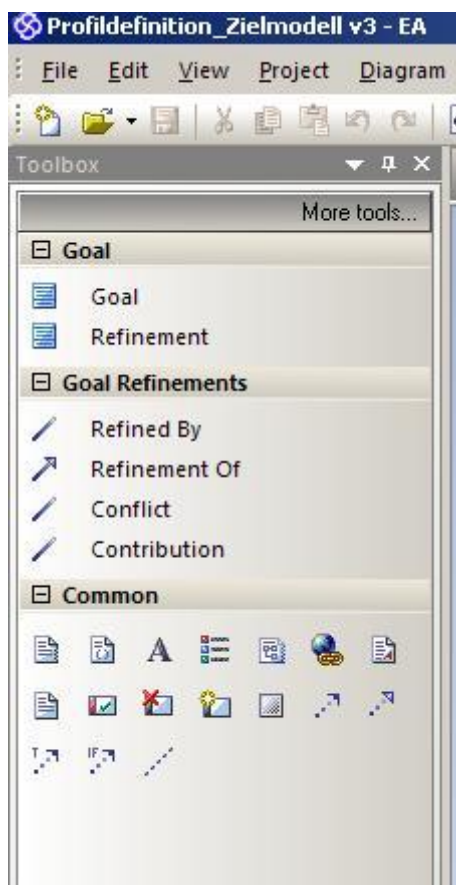 Profildefinition_Zielmodell v3 - EA
File Edit View Project Diagram
Toolbox
More tools...
Goal
Goal
Refinement
Goal Refinements
Refined By
Refinement Of
Conflict
Contribution
Common
A
T
IF